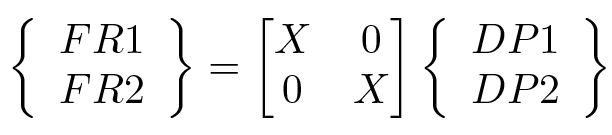 { FR1 } = [ X 0 ] { DP1 }
{ FR2 } = [ 0 X ] { DP2 }